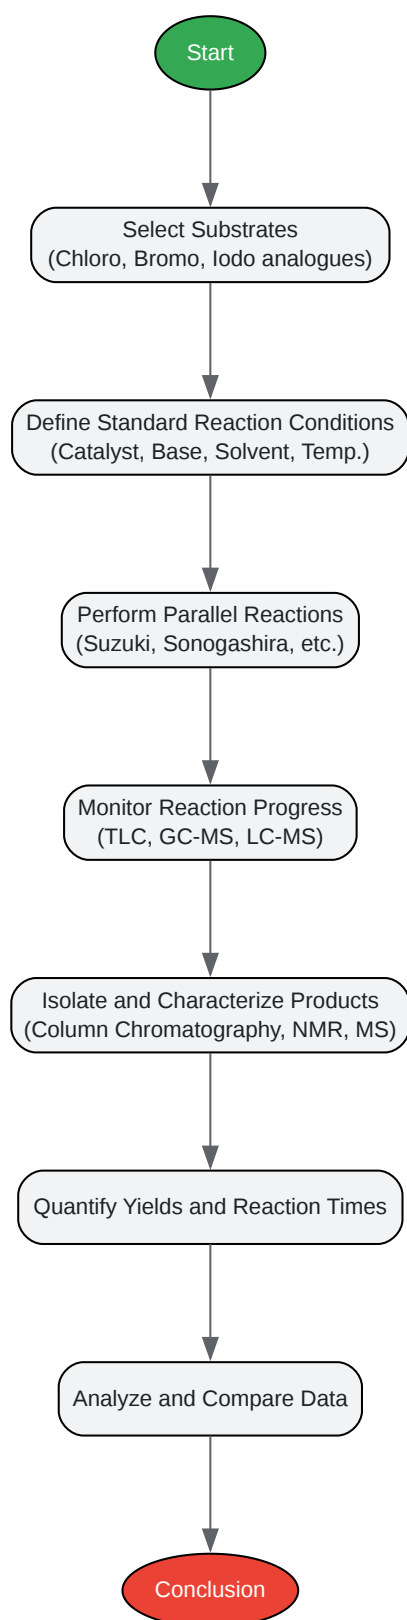 Start
Select Substrates
(Chloro, Bromo, Iodo analogues)
Define Standard Reaction Conditions
(Catalyst, Base, Solvent, Temp.)
Perform Parallel Reactions
(Suzuki, Sonogashira, etc.)
Monitor Reaction Progress
(TLC, GC-MS, LC-MS)
Isolate and Characterize Products
(Column Chromatography, NMR, MS)
Quantify Yields and Reaction Times
Analyze and Compare Data
Conclusion